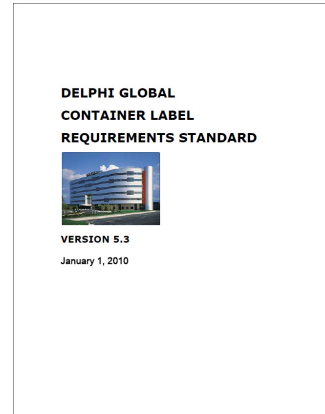 DELPHI GLOBAL
CONTAINER LABEL
REQUIREMENTS STANDARD
VERSION 5.3
January 1, 2010